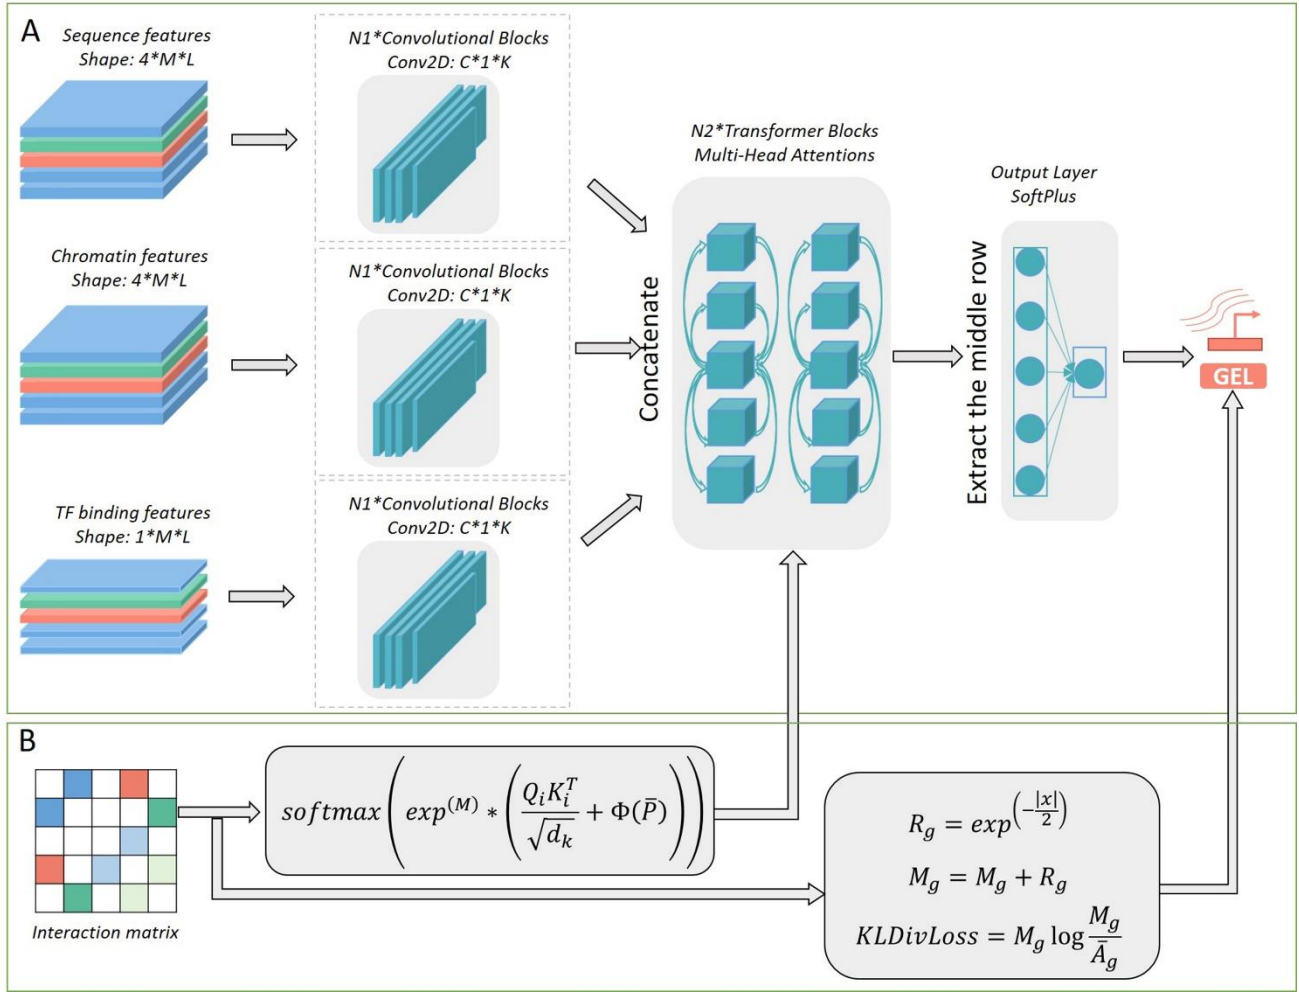 A
Sequence features
Shape: 4*M*L
N1*Convolutional Blocks
Conv2D: C*1*K
Chromatin features
Shape: 4*M*L
N1*Convolutional Blocks
Conv2D: C*1*K
TF binding features
Shape: 1*M*L
N1*Convolutional Blocks
Conv2D: C*1*K
Concatenate
N2*Transformer Blocks
Multi-Head Attentions
Extract the middle row
Output Layer
SoftPlus
GEL
B
Interaction matrix
softmax(exp^(M) * (Q_i K_i^T / √d_k + Φ(P̄)))
R_g = exp^(-|x|/2)
M_g = M_g + R_g
KLDivLoss = M_g log M_g / Ā_g